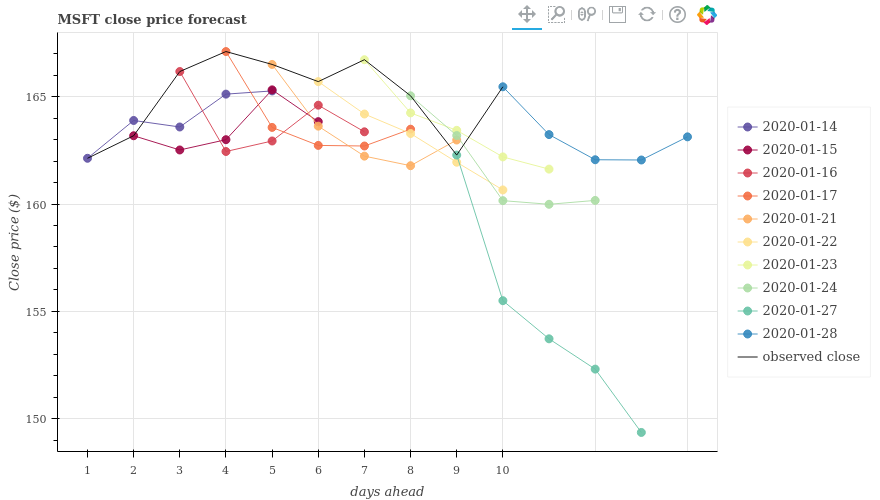 MSFT close price forecast
165
160
155
150
Close price ($)
1 2 3 4 5 6 7 8 9 10
days ahead
2020-01-14
2020-01-15
2020-01-16
2020-01-17
2020-01-21
2020-01-22
2020-01-23
2020-01-24
2020-01-27
2020-01-28
observed close